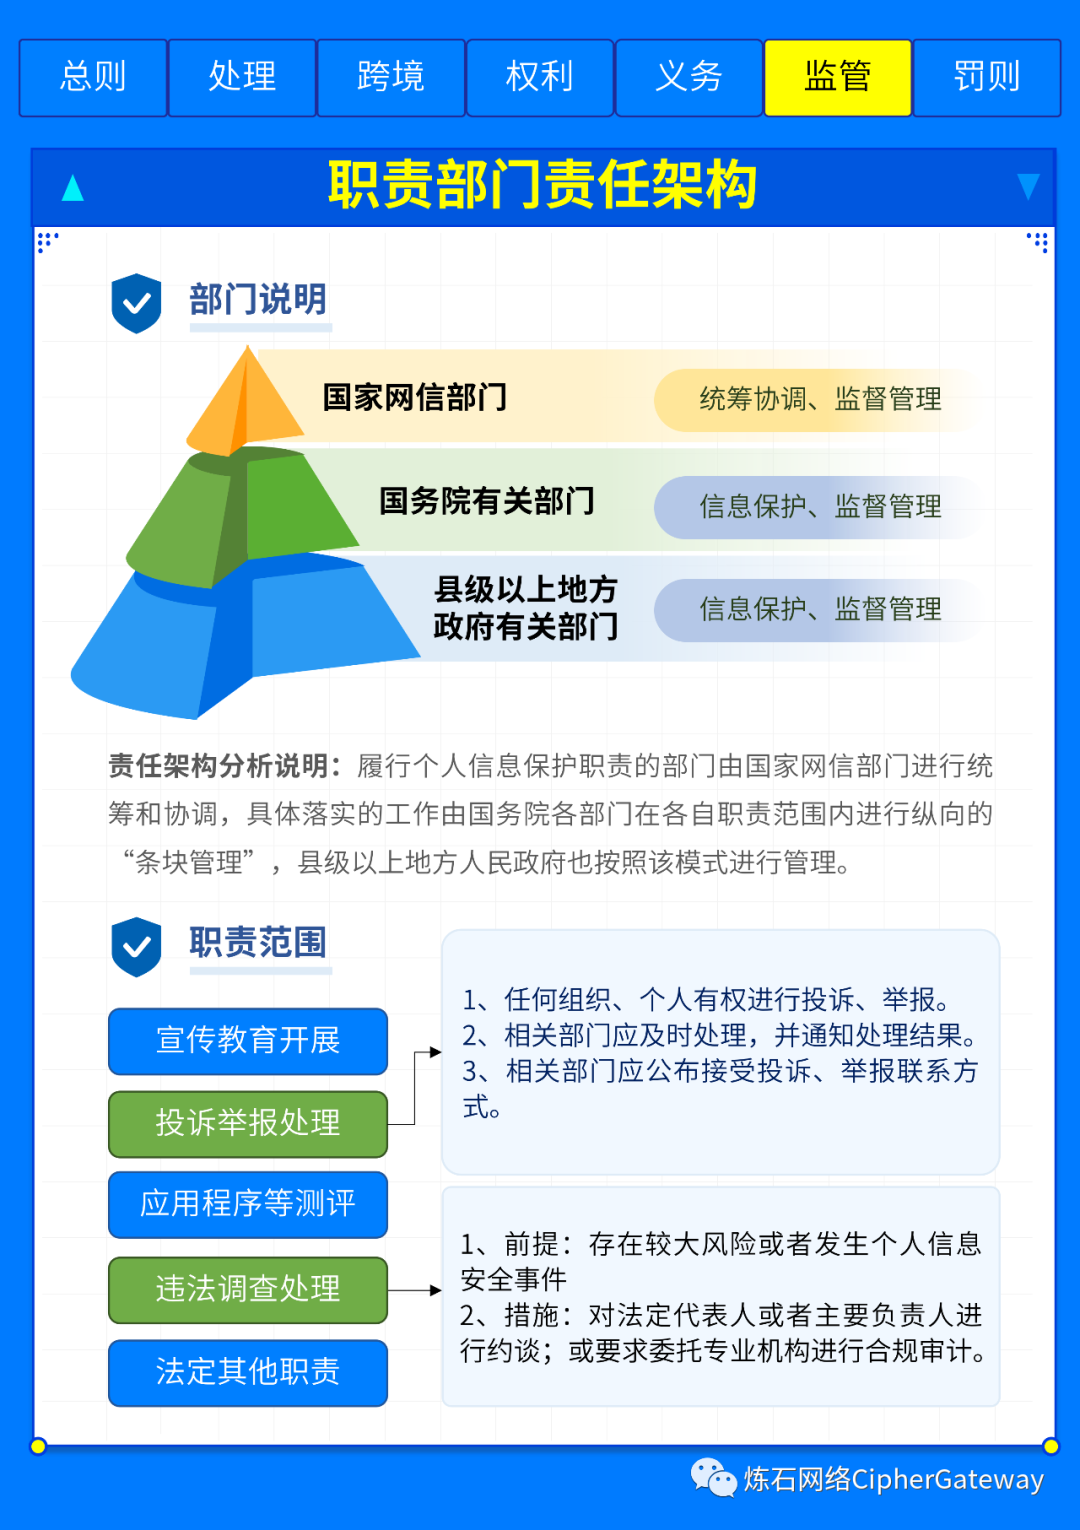 总则 处理 跨境 权利 义务 监管 罚则
职责部门责任架构
部门说明
国家网信部门 统筹协调、监督管理
国务院有关部门 信息保护、监督管理
县级以上地方
政府有关部门
信息保护、监督管理
责任架构分析说明：履行个人信息保护职责的部门由国家网信部门进行统
筹和协调，具体落实的工作由国务院各部门在各自职责范围内进行纵向的
“条块管理”，县级以上地方人民政府也按照该模式进行管理。
职责范围
宣传教育开展
投诉举报处理
应用程序等测评
违法调查处理
法定其他职责
1、任何组织、个人有权进行投诉、举报。
2、相关部门应及时处理，并通知处理结果。
3、相关部门应公布接受投诉、举报联系方
式。
1、前提：存在较大风险或者发生个人信息
安全事件
2、措施：对法定代表人或者主要负责人进
行约谈；或要求委托专业机构进行合规审计。
炼石网络CipherGateway